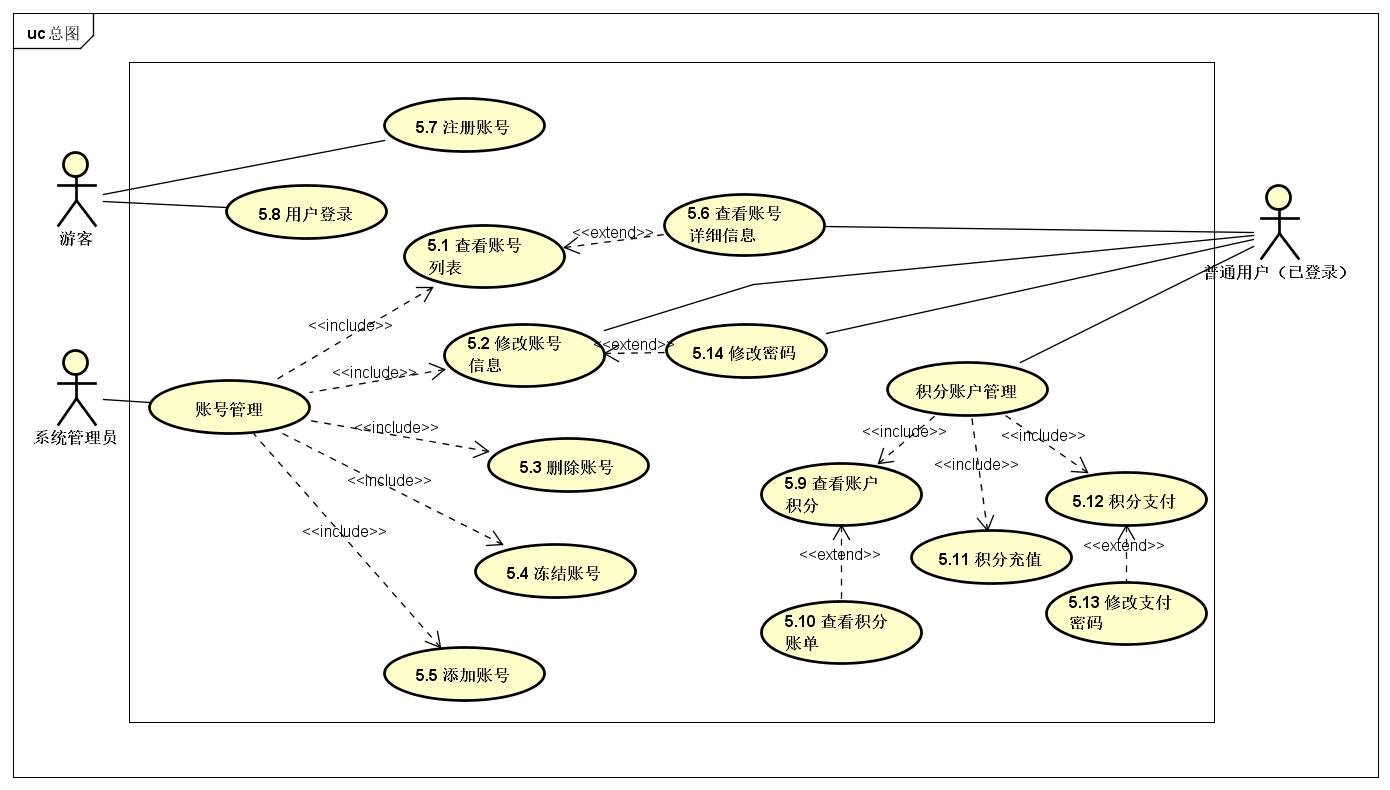 uc 总图
5.7 注册账号
5.8 用户登录
游客
5.1 查看账号
列表
<<extend>>
5.6 查看账号
详细信息
普通用户（已登录）
<<include>>
5.2 修改账号
信息
<<extend>>
5.14 修改密码
<<include>>
系统管理员
账号管理
积分账户管理
<<include>>
5.3 删除账号
<<include>>
<<include>>
<<include>>
<<include>>
5.9 查看账户
积分
5.12 积分支付
<<include>>
5.4 冻结账号
<<extend>>
5.11 积分充值
<<extend>>
5.13 修改支付
密码
5.10 查看积分
账单
<<include>>
5.5 添加账号